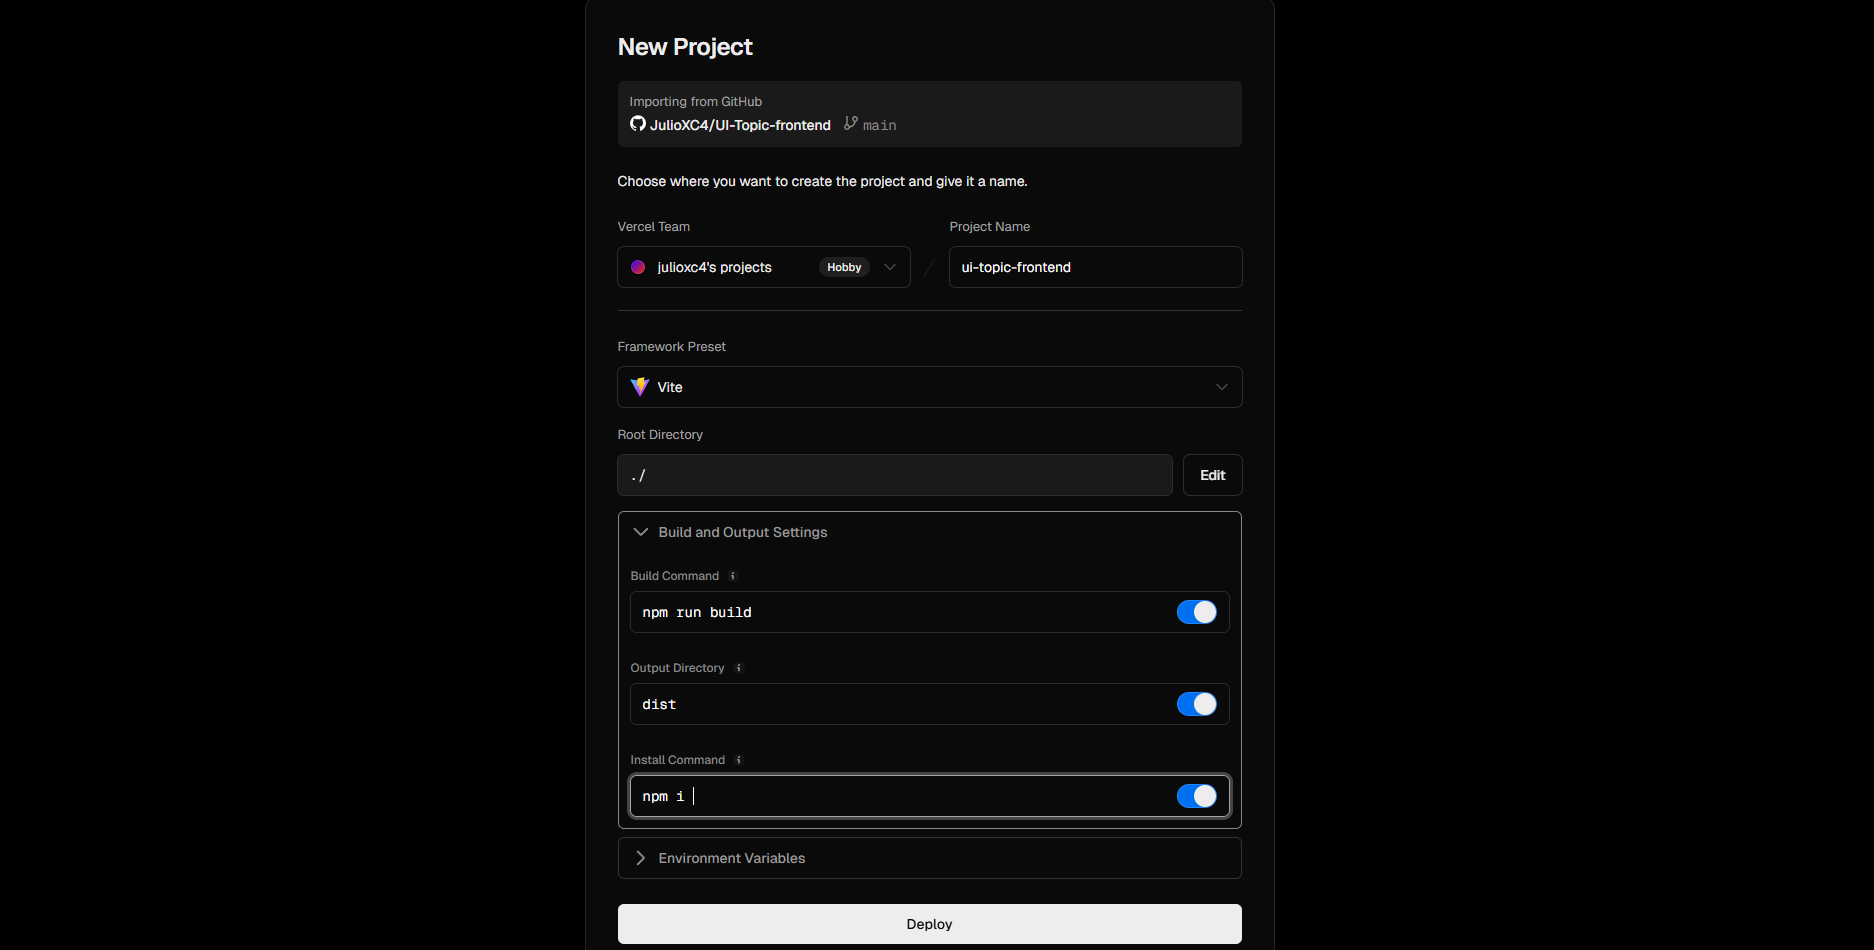 New Project
Importing from GitHub
JulioXC4/UI-Topic-frontend main
Choose where you want to create the project and give it a name.
Vercel Team
Project Name
julioxc4's projects Hobby
/ ui-topic-frontend
Framework Preset
Vite
Root Directory
./
Edit
Build and Output Settings
Build Command i
npm run build
Output Directory i
dist
Install Command i
npm i
Environment Variables
Deploy